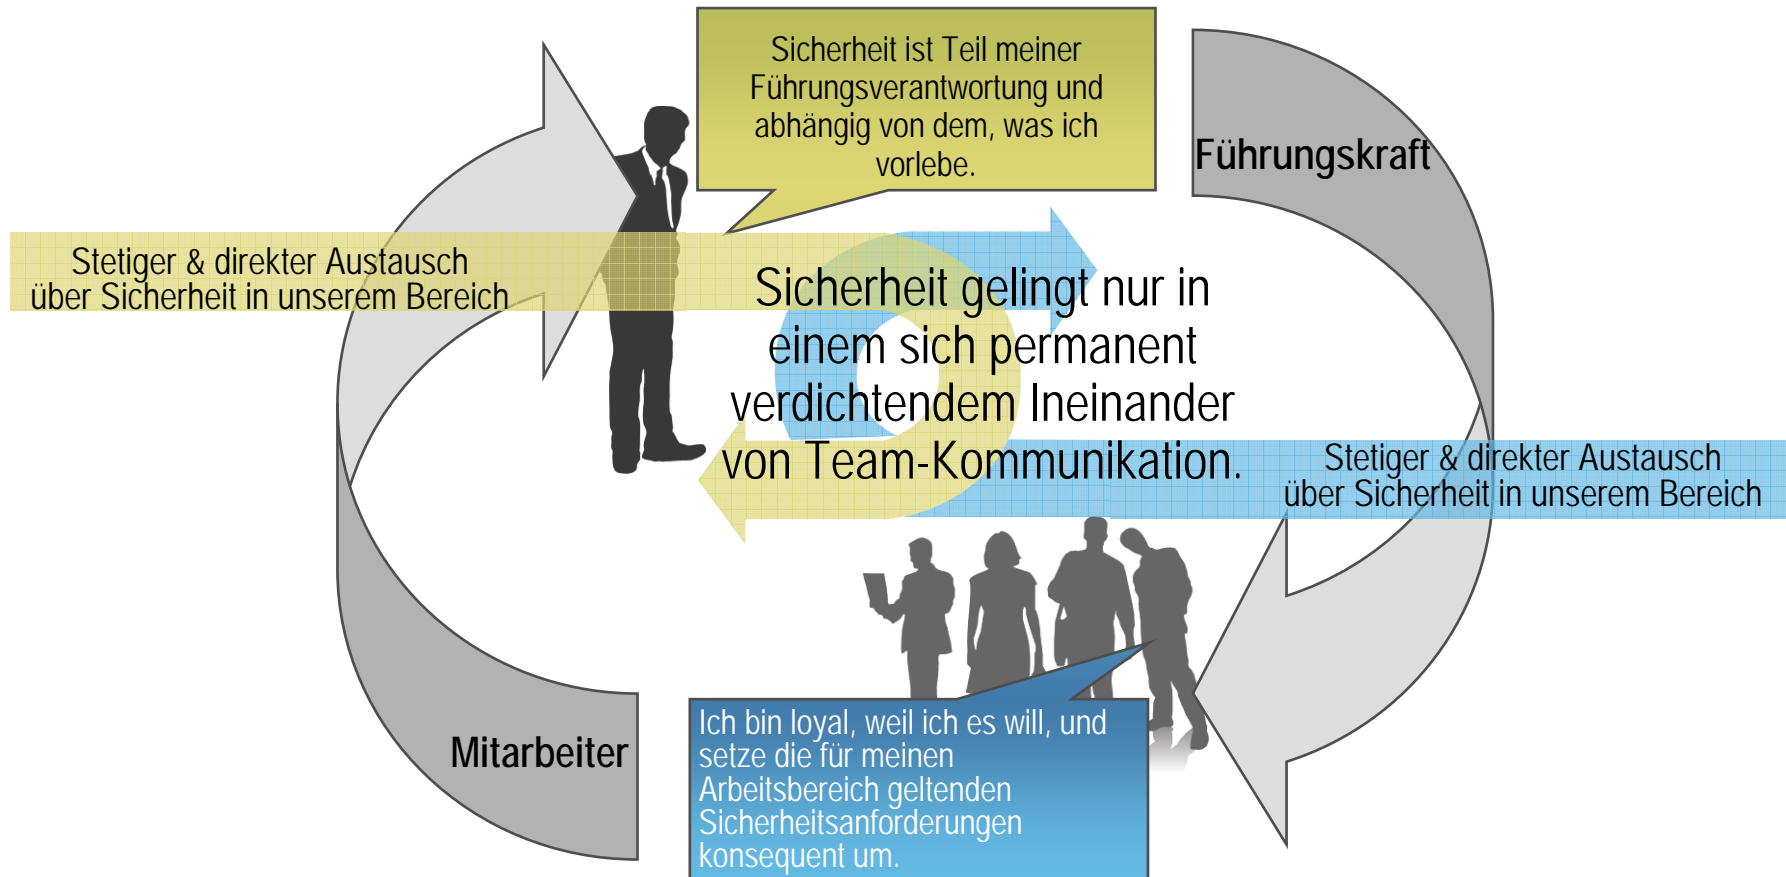 Sicherheit ist Teil meiner
Führungsverantwortung und
abhängig von dem, was ich
vorlebe.
Führungskraft
Stetiger & direkter Austausch
über Sicherheit in unserem Bereich
Sicherheit gelingt nur in
einem sich permanent
verdichtendem Ineinander
von Team-Kommunikation.
Stetiger & direkter Austausch
über Sicherheit in unserem Bereich
Mitarbeiter
Ich bin loyal, weil ich es will, und
setze die für meinen
Arbeitsbereich geltenden
Sicherheitsanforderungen
konsequent um.